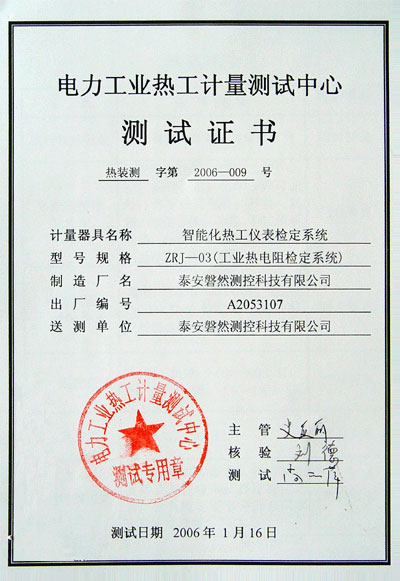 电力工业热工计量测试中心
测试证书
热装测 字第 2006—009 号
计量器具名称 智能化热工仪表检定系统
型号规格 ZRJ—03(工业热电阻检定系统)
制造厂名 泰安磐然测控科技有限公司
出厂编号 A2053107
送测单位 泰安磐然测控科技有限公司
电力工业热工计量测试中心
测试专用章
主管
核验 刘德
测试
测试日期 2006年1月16日